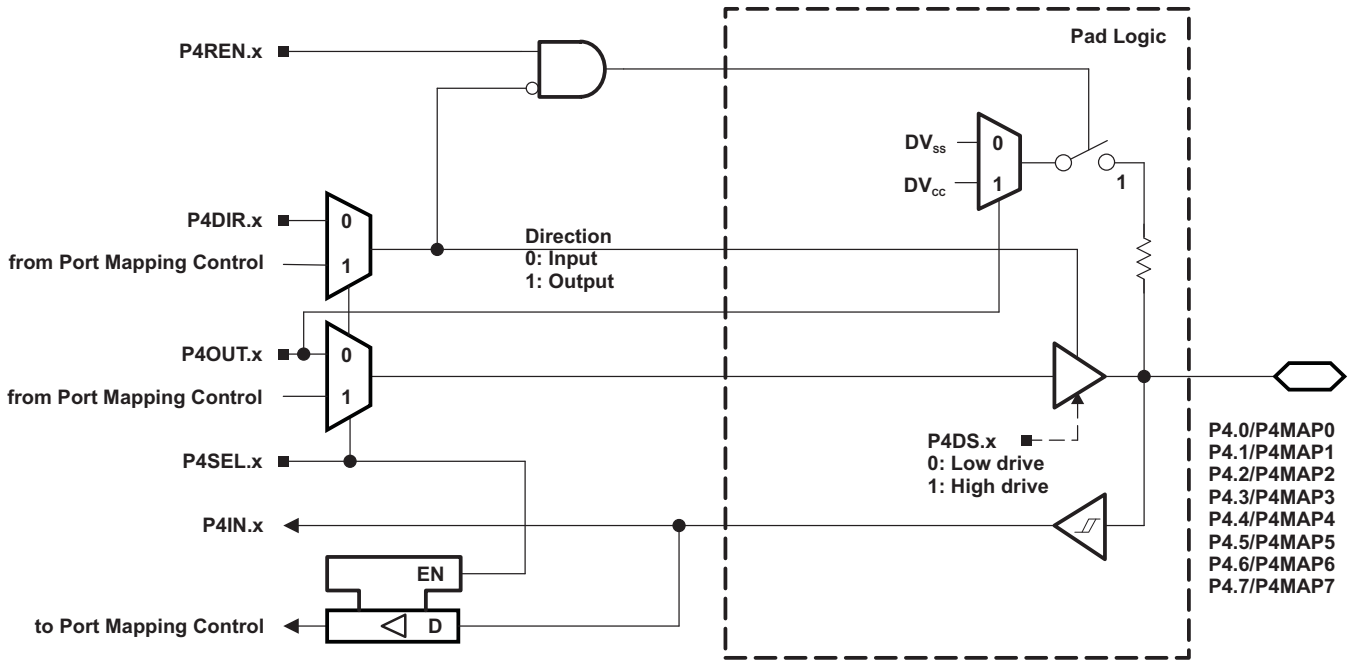 Pad Logic
P4REN.x
DVSS
0
DVCC
1
1
P4DIR.x
0
from Port Mapping Control
1
Direction
0: Input
1: Output
P4OUT.x
0
from Port Mapping Control
1
P4DS.x
0: Low drive
1: High drive
P4SEL.x
P4.0/P4MAP0
P4.1/P4MAP1
P4.2/P4MAP2
P4.3/P4MAP3
P4.4/P4MAP4
P4.5/P4MAP5
P4.6/P4MAP6
P4.7/P4MAP7
P4IN.x
EN
D
to Port Mapping Control